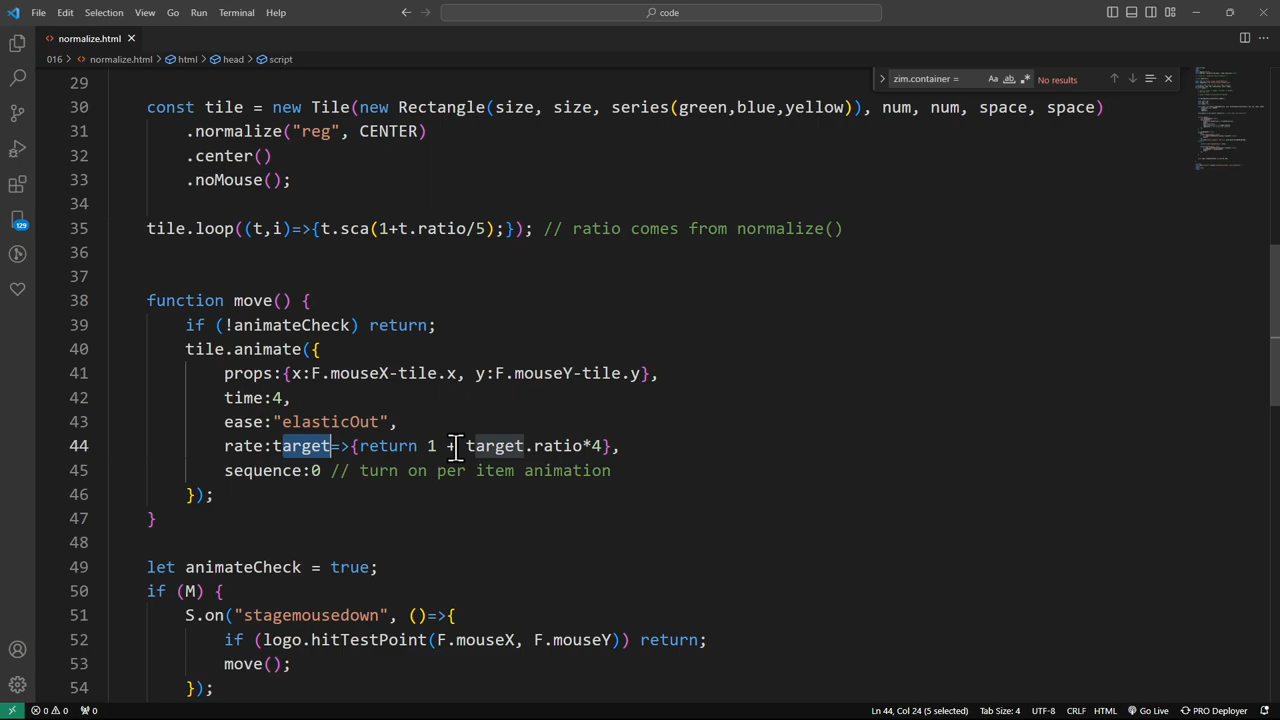 File Edit Selection View Go Run Terminal Help
code
normalize.html
016 > normalize.html > html > head > script
29
zim.container =
Aa ab No results
30 const tile = new Tile(new Rectangle(size, size, series(green,blue,yellow)), num, num, space, space)
31 .normalize("reg", CENTER)
32 .center()
33 .noMouse();
34
35 tile.loop((t,i)=>{t.sca(1+t.ratio/5);}); // ratio comes from normalize()
36
37
38 function move() {
39 if (!animateCheck) return;
40 tile.animate({
41 props:{x:F.mouseX-tile.x, y:F.mouseY-tile.y},
42 time:4,
43 ease:"elasticOut",
44 rate:target=>{return 1 + target.ratio*4},
45 sequence:0 // turn on per item animation
46 });
47 }
48
49 let animateCheck = true;
50 if (M) {
51 S.on("stagemousedown", ()=>{
52 if (logo.hitTestPoint(F.mouseX, F.mouseY)) return;
53 move();
54 });
129
0 0 0 Ln 44, Col 24 (5 selected) Tab Size: 4 UTF-8 CRLF HTML Go Live PRO Deployer